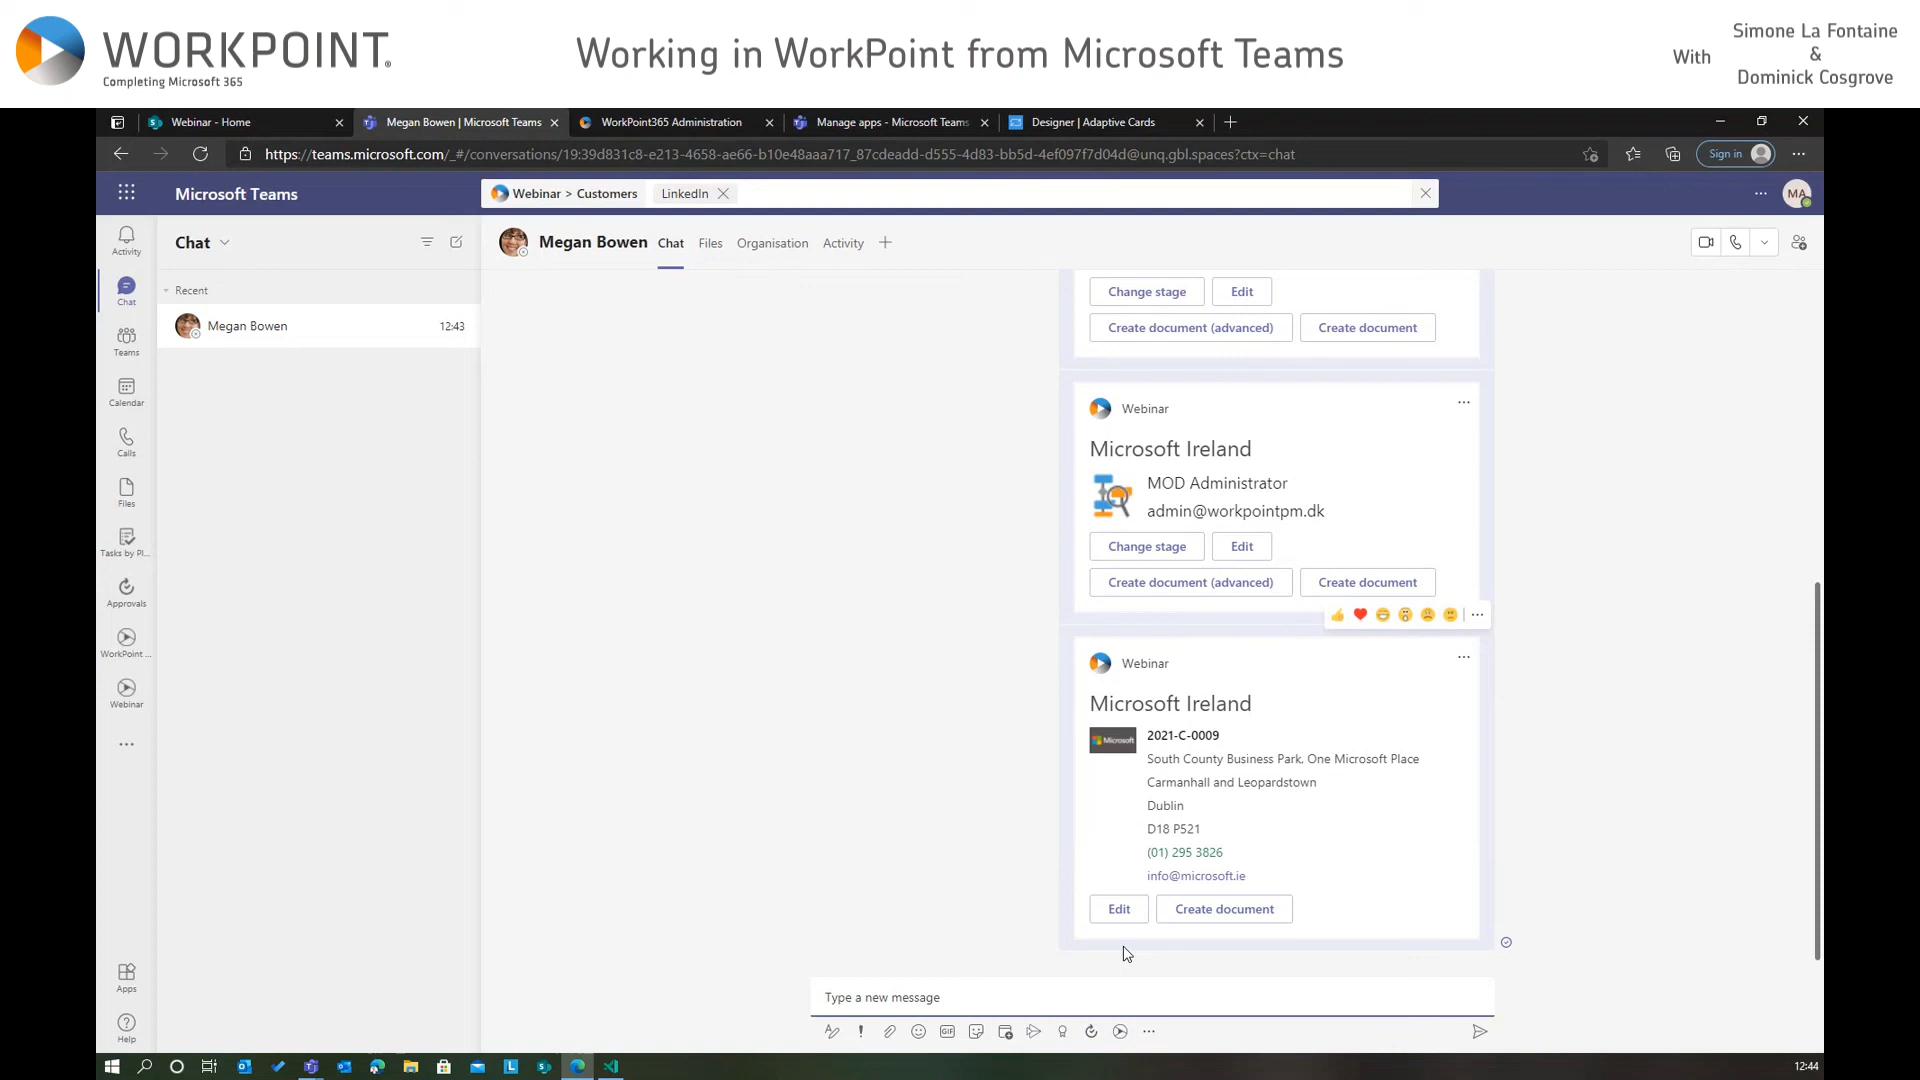 WORKPOINT.
Completing Microsoft 365
Working in WorkPoint from Microsoft Teams
With
Simone La Fontaine
&
Dominick Cosgrove
Webinar - Home
Megan Bowen | Microsoft Teams
WorkPoint365 Administration
Manage apps - Microsoft Teams
Designer | Adaptive Cards
https://teams.microsoft.com/_#/conversations/19:39d831c8-e213-4658-ae66-b10e48aaa717_87cdeadd-d555-4d83-bb5d-4ef097f7d04d@unq.gbl.spaces?ctx=chat
Sign in
Microsoft Teams
Webinar > Customers
LinkedIn
MA
Activity
Chat
Teams
Calendar
Calls
Files
Tasks by Pl...
Approvals
WorkPoint ...
Webinar
Apps
Help
Chat
Recent
Megan Bowen
12:43
Megan Bowen
Chat
Files
Organisation
Activity
Change stage
Edit
Create document (advanced)
Create document
Webinar
Microsoft Ireland
MOD Administrator
admin@workpointpm.dk
Change stage
Edit
Create document (advanced)
Create document
Webinar
Microsoft Ireland
Microsoft
2021-C-0009
South County Business Park, One Microsoft Place
Carmanhall and Leopardstown
Dublin
D18 P521
(01) 295 3826
info@microsoft.ie
Edit
Create document
Type a new message
GIF
12:44